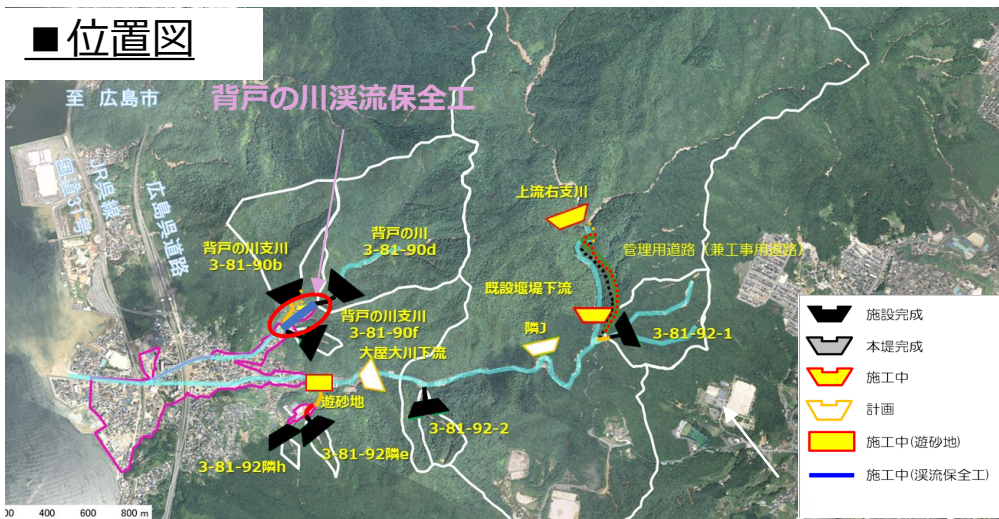 ■位置図
至 広島市
背戸の川渓流保全工
国道31号
JR呉線
広島呉道路
上流右支川
背戸の川
3-81-90d
背戸の川支川
3-81-90b
管理用道路（兼工事用道路）
既設堰堤下流
背戸の川支川
3-81-90f
隣J
3-81-92-1
大屋大川下流
遊砂地
3-81-92-2
3-81-92隣e
3-81-92隣h
施設完成
本堤完成
施工中
計画
施工中(遊砂地)
施工中(渓流保全工)
00 400 600 800 m